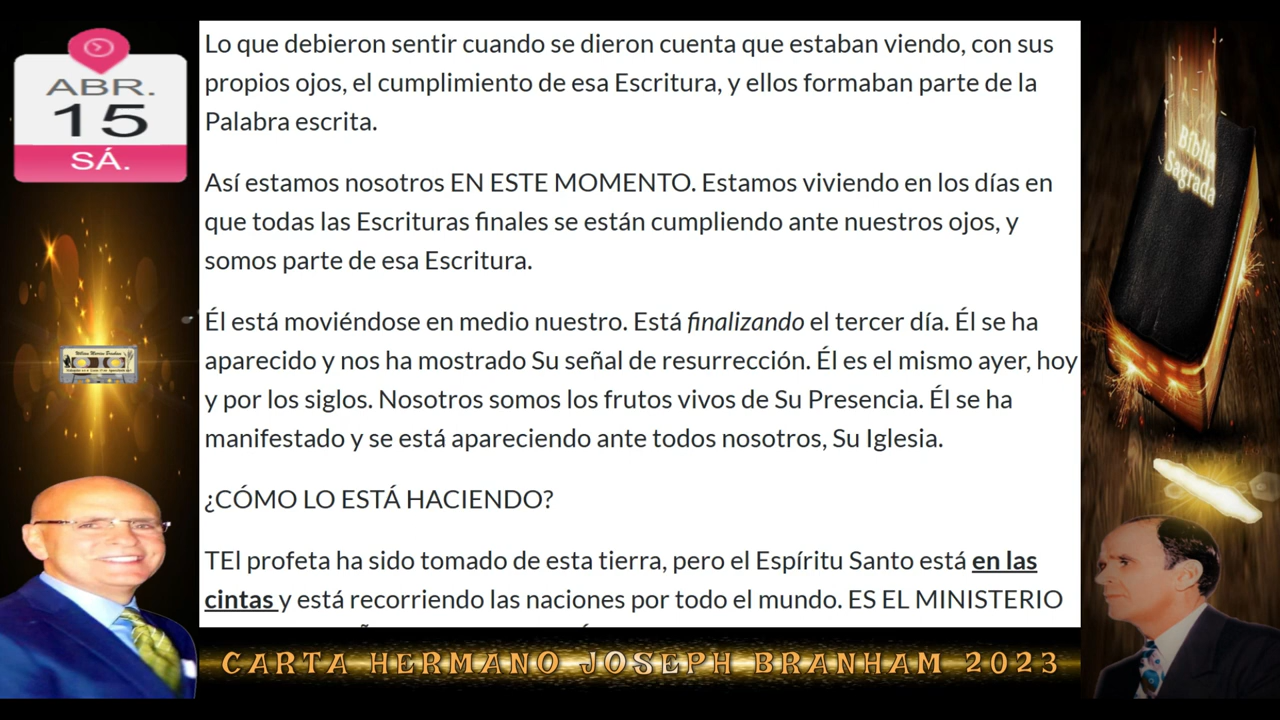 ABR.
15
SÁ.
Lo que debieron sentir cuando se dieron cuenta que estaban viendo, con sus
propios ojos, el cumplimiento de esa Escritura, y ellos formaban parte de la
Palabra escrita.
Así estamos nosotros EN ESTE MOMENTO. Estamos viviendo en los días en
que todas las Escrituras finales se están cumpliendo ante nuestros ojos, y
somos parte de esa Escritura.
Él está moviéndose en medio nuestro. Está finalizando el tercer día. Él se ha
aparecido y nos ha mostrado Su señal de resurrección. Él es el mismo ayer, hoy
y por los siglos. Nosotros somos los frutos vivos de Su Presencia. Él se ha
manifestado y se está apareciendo ante todos nosotros, Su Iglesia.
¿CÓMO LO ESTÁ HACIENDO?
TEl profeta ha sido tomado de esta tierra, pero el Espíritu Santo está en las
cintas y está recorriendo las naciones por todo el mundo. ES EL MINISTERIO
CARTA HERMANO JOSEPH BRANHAM 2023
Bíblia
Sagrada